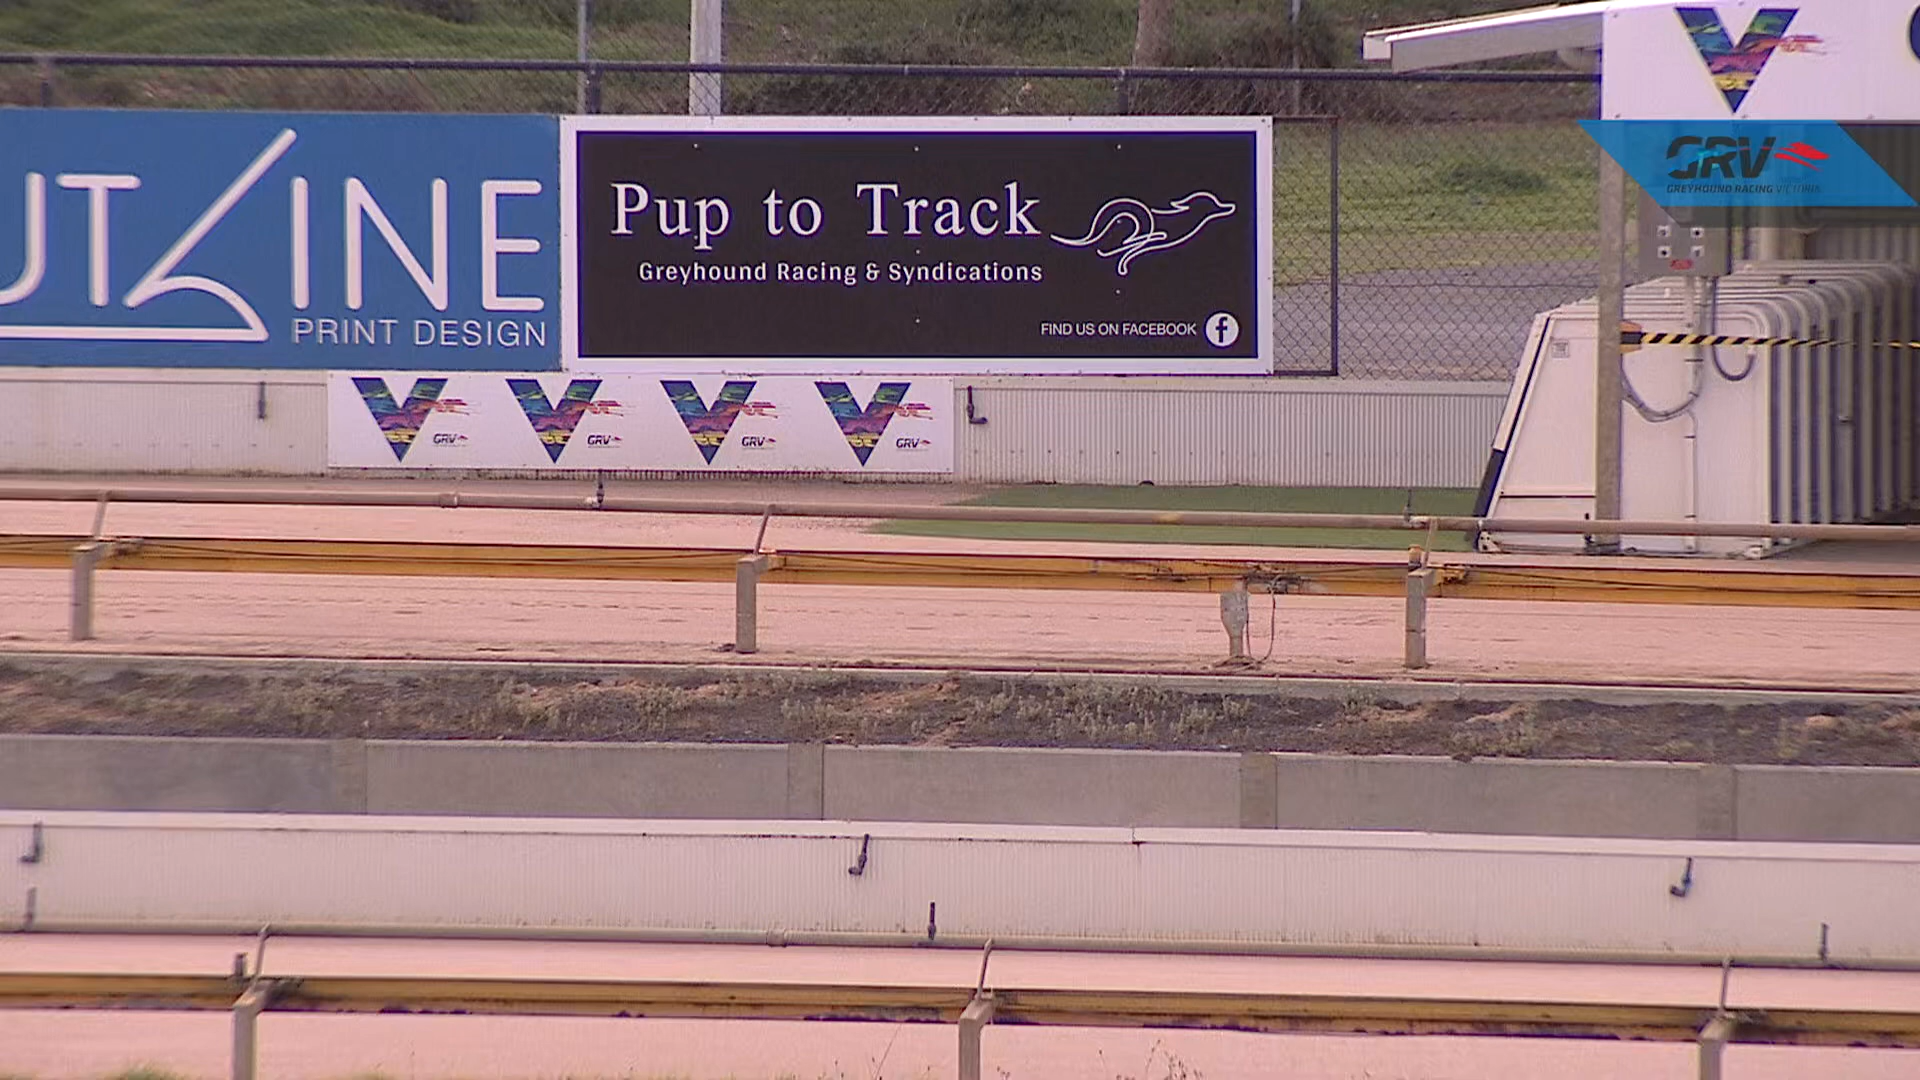 UTLINE
PRINT DESIGN
Pup to Track
Greyhound Racing & Syndications
FIND US ON FACEBOOK
GRV
GREYHOUND RACING VICTORIA
GRV
GRV
GRV
GRV